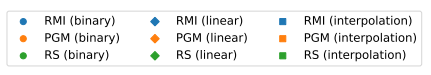 RMI (binary) RMI (linear) RMI (interpolation)
PGM (binary) PGM (linear) PGM (interpolation)
RS (binary) RS (linear) RS (interpolation)